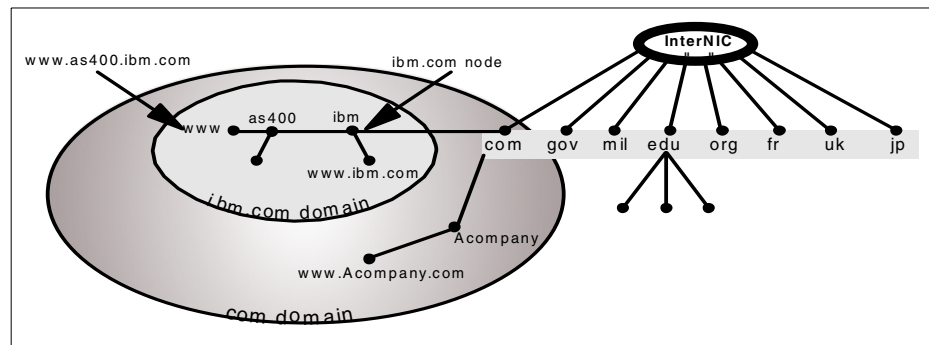 InterNIC
www.as400.ibm.com
ibm.com node
www
as400
ibm
com
gov
mil
edu
org
fr
uk
jp
www.ibm.com
ibm.com domain
Acompany
www.Acompany.com
com domain